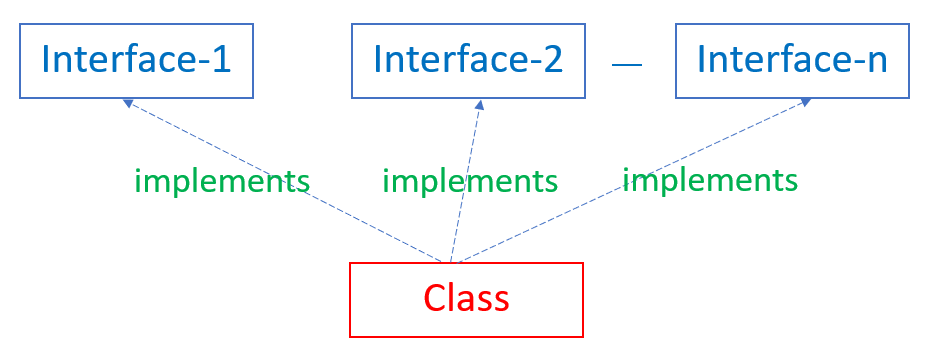 Interface-1 Interface-2 — Interface-n
implements implements implements
Class